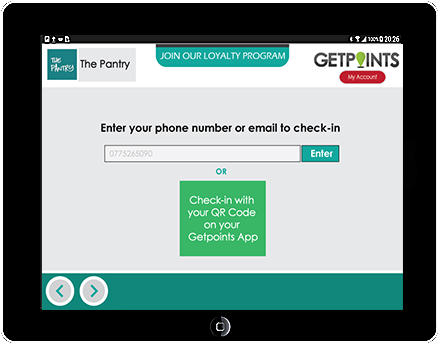 100% 20:26
THE PANTRY
The Pantry
JOIN OUR LOYALTY PROGRAM
GETPOINTS
My Account
Enter your phone number or email to check-in
0775265090
Enter
OR
Check-in with
your QR Code
on your
Getpoints App